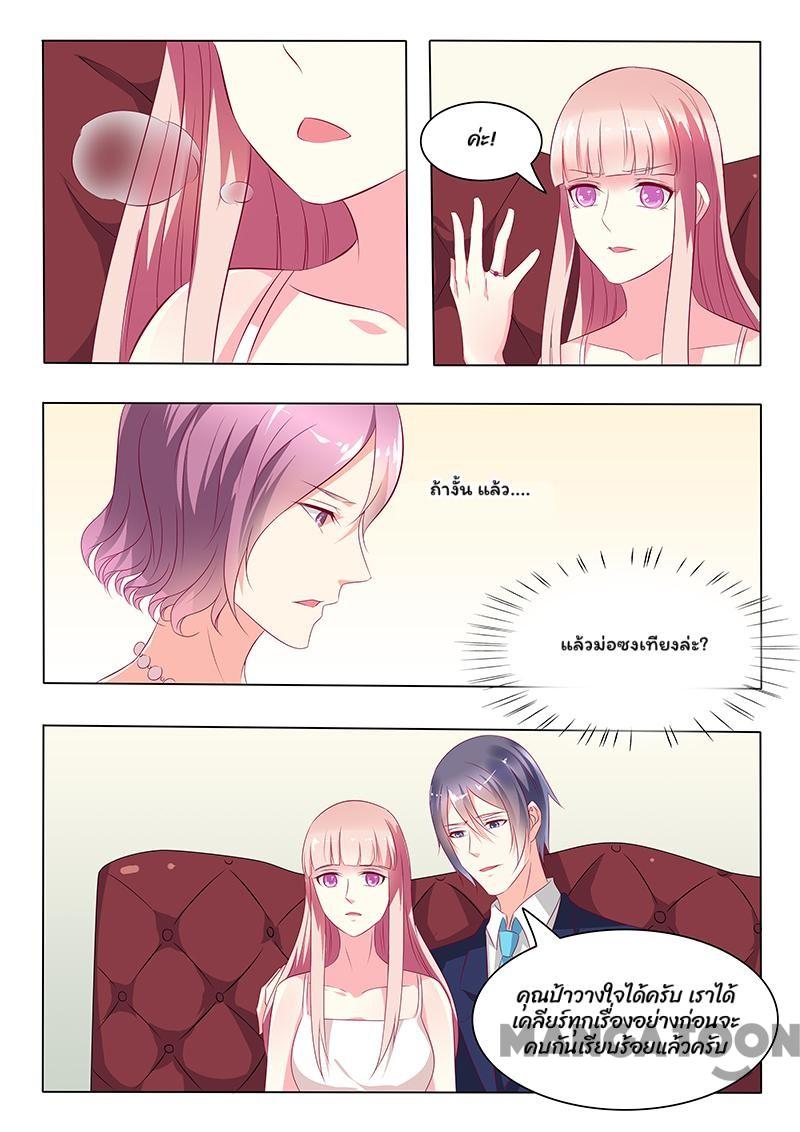 ค่ะ!
ถ้างั้น แล้ว....
แล้วม่อซงเทียงล่ะ?
คุณป้าวางใจได้ครับ เราได้
เคลียร์ทุกเรื่องอย่างก่อนจะ
คบกันเรียบร้อยแล้วครับ
MANGATOON